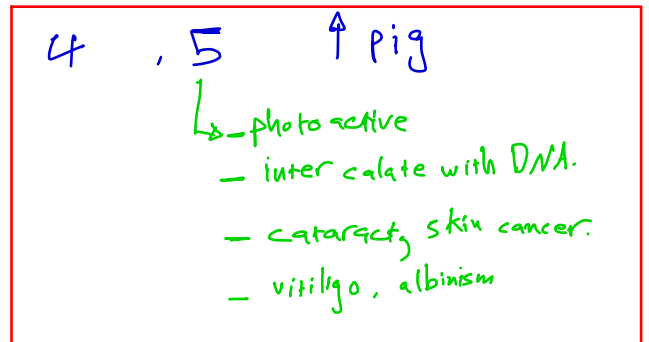 4 , 5 ↑ pig
- photoactive
- intercalate with DNA.
- cataract, skin cancer.
- vitiligo, albinism